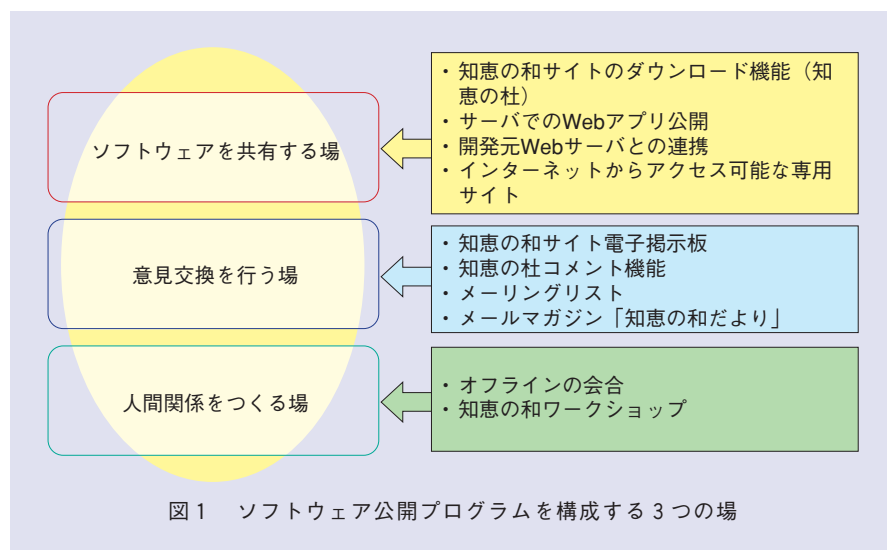 ソフトウェアを共有する場
・知恵の和サイトのダウンロード機能（知
恵の杜）
・サーバでのWebアプリ公開
・開発元Webサーバとの連携
・インターネットからアクセス可能な専用
サイト
意見交換を行う場
・知恵の和サイト電子掲示板
・知恵の杜コメント機能
・メーリングリスト
・メールマガジン「知恵の和だより」
人間関係をつくる場
・オフラインの会合
・知恵の和ワークショップ
図1　ソフトウェア公開プログラムを構成する3つの場